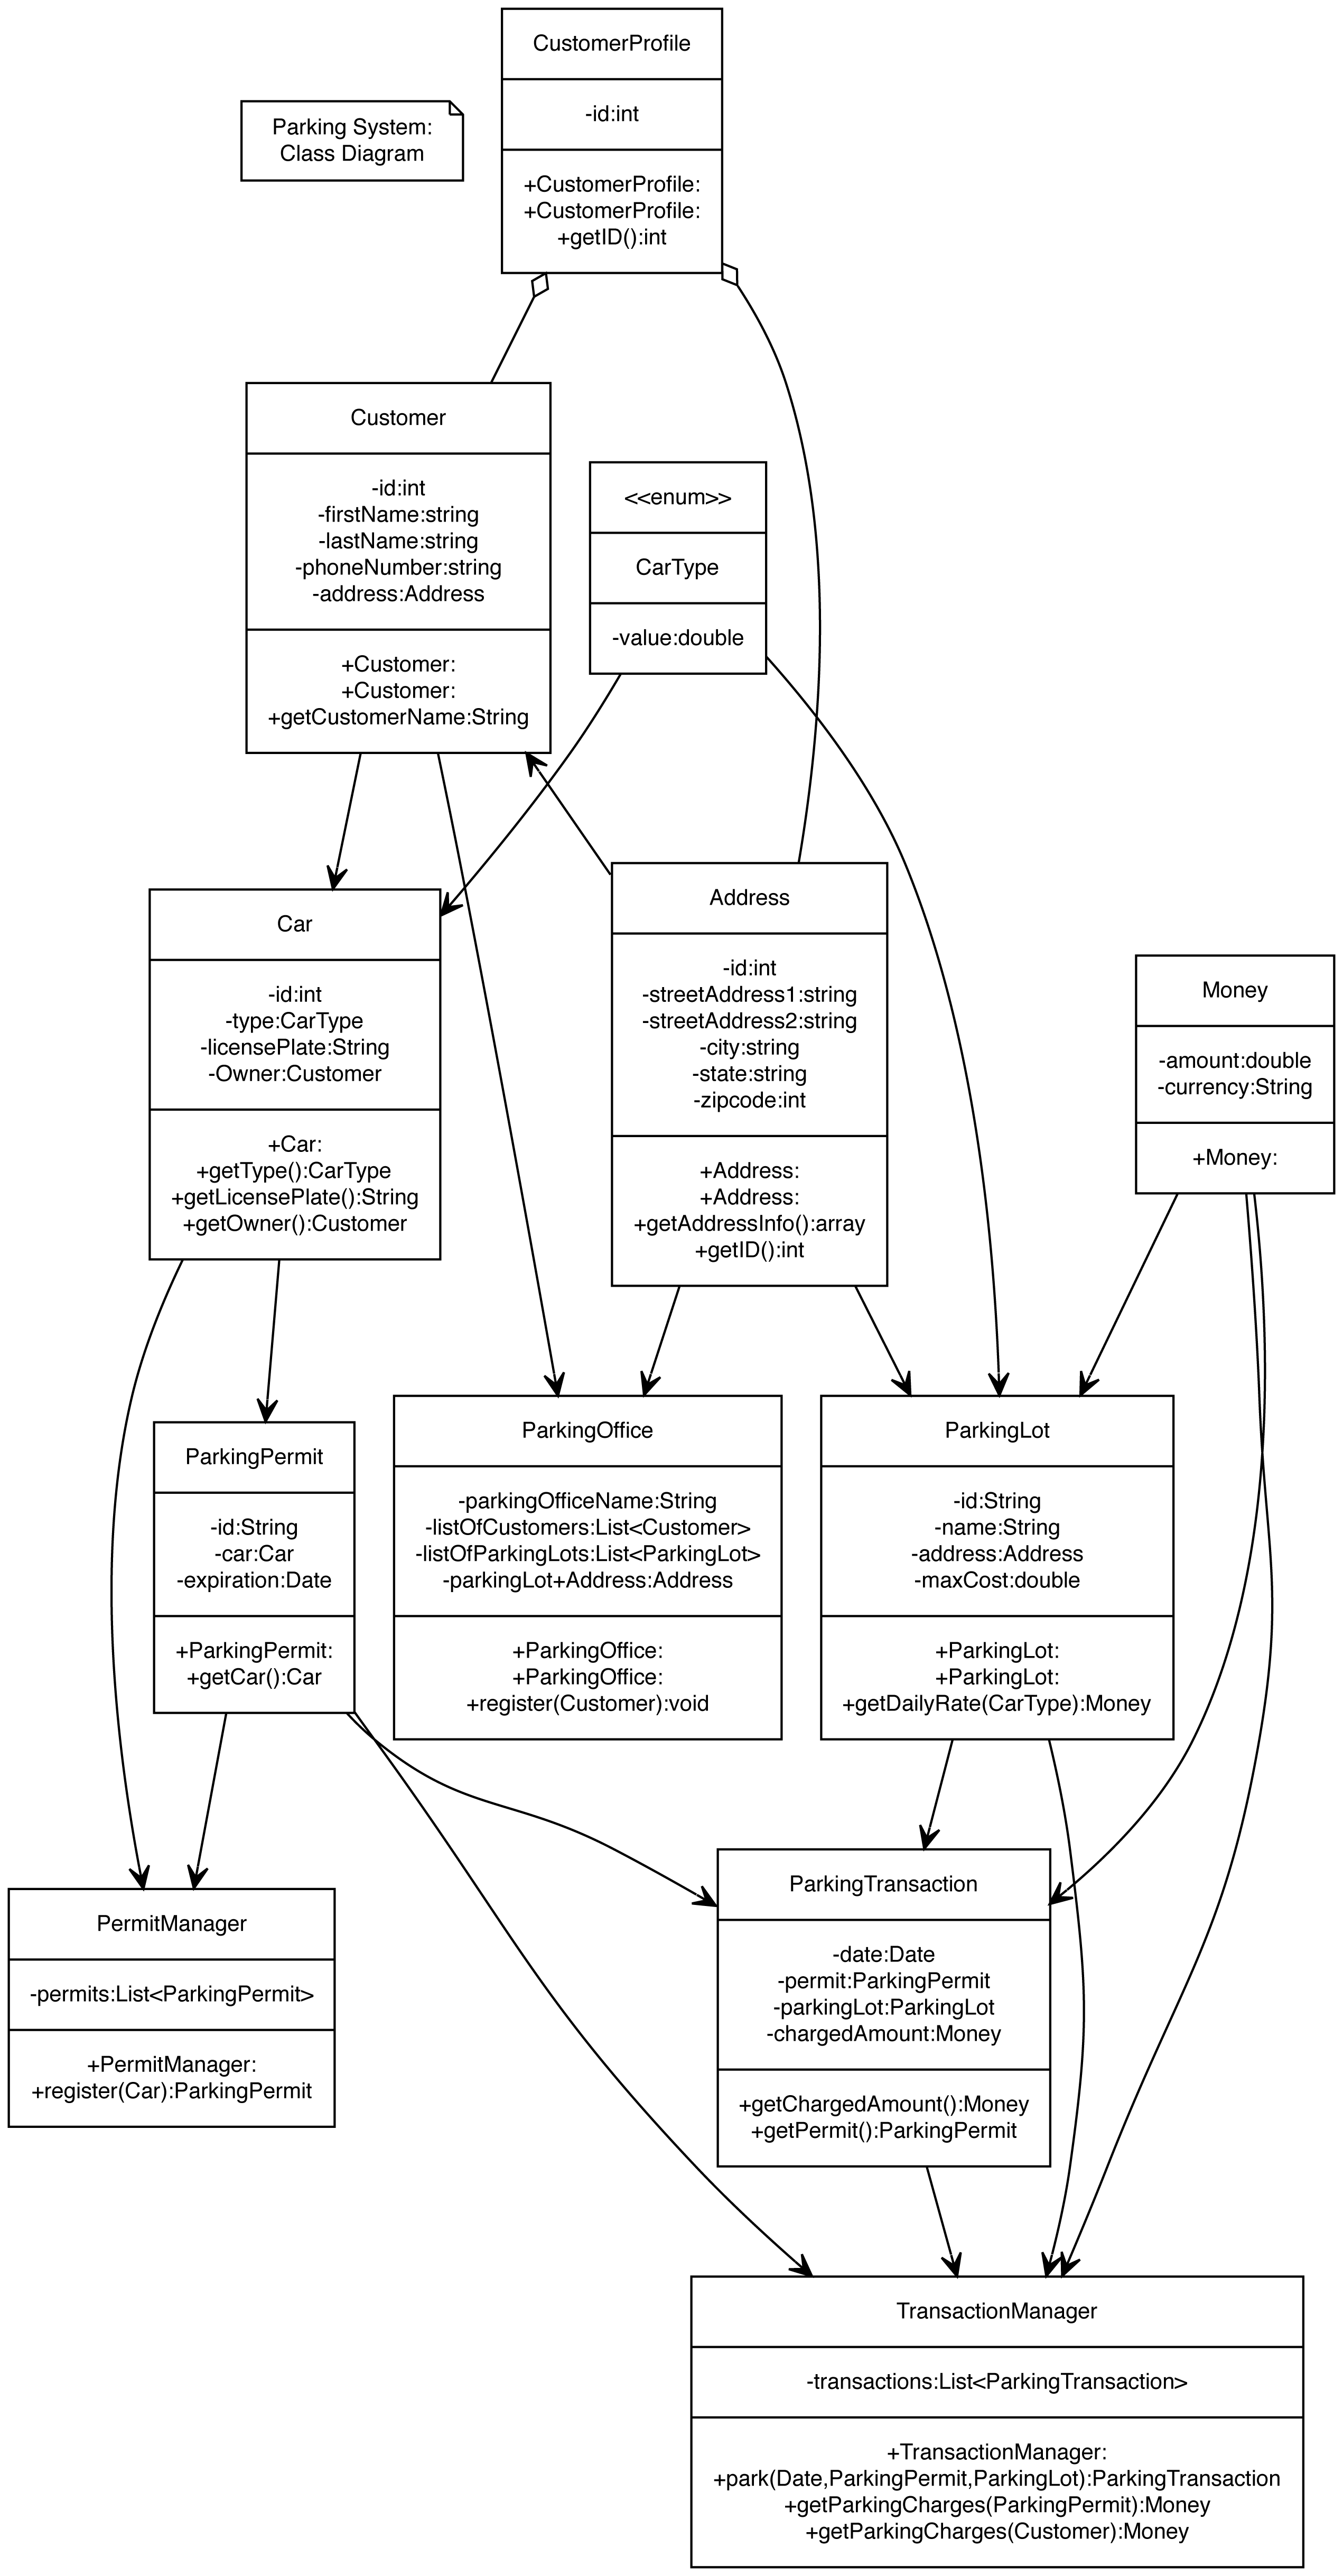 CustomerProfile
-id:int
+CustomerProfile:
+CustomerProfile:
+getID():int
Parking System:
Class Diagram
Customer
-id:int
-firstName:string
-lastName:string
-phoneNumber:string
-address:Address
+Customer:
+Customer:
+getCustomerName:String
<<enum>>
CarType
-value:double
Car
-id:int
-type:CarType
-licensePlate:String
-Owner:Customer
+Car:
+getType():CarType
+getLicensePlate():String
+getOwner():Customer
Address
-id:int
-streetAddress1:string
-streetAddress2:string
-city:string
-state:string
-zipcode:int
+Address:
+Address:
+getAddressInfo():array
+getID():int
Money
-amount:double
-currency:String
+Money:
ParkingPermit
-id:String
-car:Car
-expiration:Date
+ParkingPermit:
+getCar():Car
ParkingOffice
-parkingOfficeName:String
-listOfCustomers:List<Customer>
-listOfParkingLots:List<ParkingLot>
-parkingLot+Address:Address
+ParkingOffice:
+ParkingOffice:
+register(Customer):void
ParkingLot
-id:String
-name:String
-address:Address
-maxCost:double
+ParkingLot:
+ParkingLot:
+getDailyRate(CarType):Money
PermitManager
-permits:List<ParkingPermit>
+PermitManager:
+register(Car):ParkingPermit
ParkingTransaction
-date:Date
-permit:ParkingPermit
-parkingLot:ParkingLot
-chargedAmount:Money
+getChargedAmount():Money
+getPermit():ParkingPermit
TransactionManager
-transactions:List<ParkingTransaction>
+TransactionManager:
+park(Date,ParkingPermit,ParkingLot):ParkingTransaction
+getParkingCharges(ParkingPermit):Money
+getParkingCharges(Customer):Money